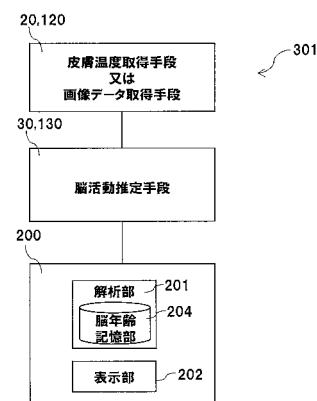 20,120
301
皮膚温度取得手段
又は
画像データ取得手段
30,130
脳活動推定手段
200
解析部
201
脳年齢
記憶部
204
表示部
202